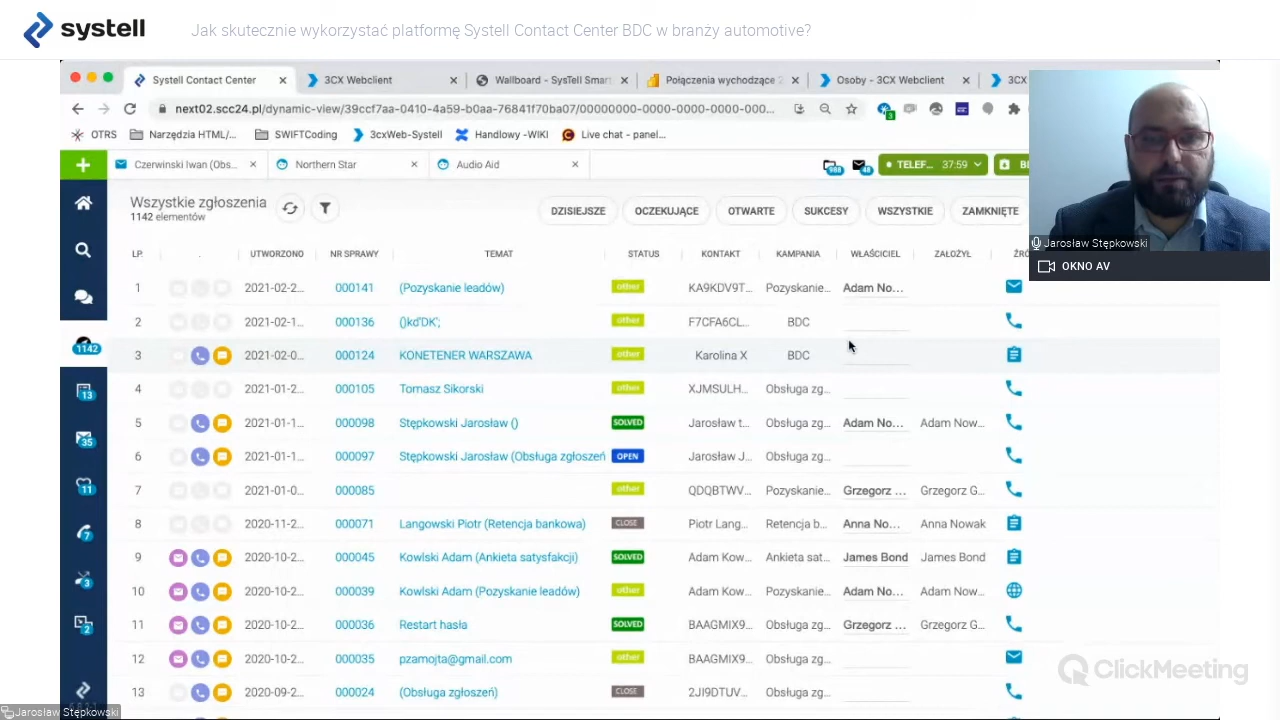 systell
Jak skutecznie wykorzystać platformę Systell Contact Center BDC w branży automotive?
Systell Contact Center
3CX Webclient
Wallboard - SysTell Smar
Połączenia wychodzące
Osoby - 3CX Webclient
3CX
next02.scc24.pl/dynamic-view/39ccf7aa-0410-4a59-b0aa-76841f70ba07/00000000-0000-0000-0000-000...
OTRS
Narzędzia HTML/...
SWIFTCoding
3cxWeb-Systell
Handlowy -WIKI
Live chat - panel...
Czerwinski Iwan (Obs...
Northern Star
Audio Aid
988
48
TELEF... 37:59
Wszystkie zgłoszenia
1142 elementów
DZISIEJSZE OCZEKUJĄCE OTWARTE SUKCESY WSZYSTKIE ZAMKNIĘTE
LP. . UTWORZONO NR SPRAWY TEMAT STATUS KONTAKT KAMPANIA WŁAŚCICIEL ZAŁOŻYŁ
1 2021-02-2... 000141 (Pozyskanie leadów) other KA9KDV9T... Pozyskanie... Adam No...
2 2021-02-1... 000136 ()kd'DK'; other F7CFA6CL... BDC
3 2021-02-0... 000124 KONETENER WARSZAWA other Karolina X BDC
4 2021-01-2... 000105 Tomasz Sikorski other XJMSULH... Obsługa zg...
5 2021-01-1... 000098 Stępkowski Jarosław () SOLVED Jarosław t... Obsługa zg... Adam No... Adam Now...
6 2021-01-1... 000097 Stępkowski Jarosław (Obsługa zgłoszeń OPEN Jarosław J... Obsługa zg...
7 2021-01-0... 000085 other QDQBTWV... Pozyskanie... Grzegorz ... Grzegorz G...
8 2020-11-2... 000071 Langowski Piotr (Retencja bankowa) CLOSE Piotr Lang... Retencja b... Anna No... Anna Nowak
9 2020-10-2... 000045 Kowlski Adam (Ankieta satysfakcji) SOLVED Adam Kow... Ankieta sat... James Bond James Bond
10 2020-10-2... 000039 Kowlski Adam (Pozyskanie leadów) other Adam Kow... Pozyskanie... Adam No... Adam Now...
11 2020-10-2... 000036 Restart hasła SOLVED BAAGMIX9... Obsługa zg... Grzegorz ... Grzegorz G...
12 2020-10-2... 000035 pzamojta@gmail.com other BAAGMIX9... Obsługa zg...
13 2020-09-2... 000024 (Obsługa zgłoszeń) CLOSE 2JI9DTUV... Obsługa zg...
1142
13
35
11
7
3
2
Jarosław Stępkowski
OKNO AV
ClickMeeting
Jarosław Stępkowski